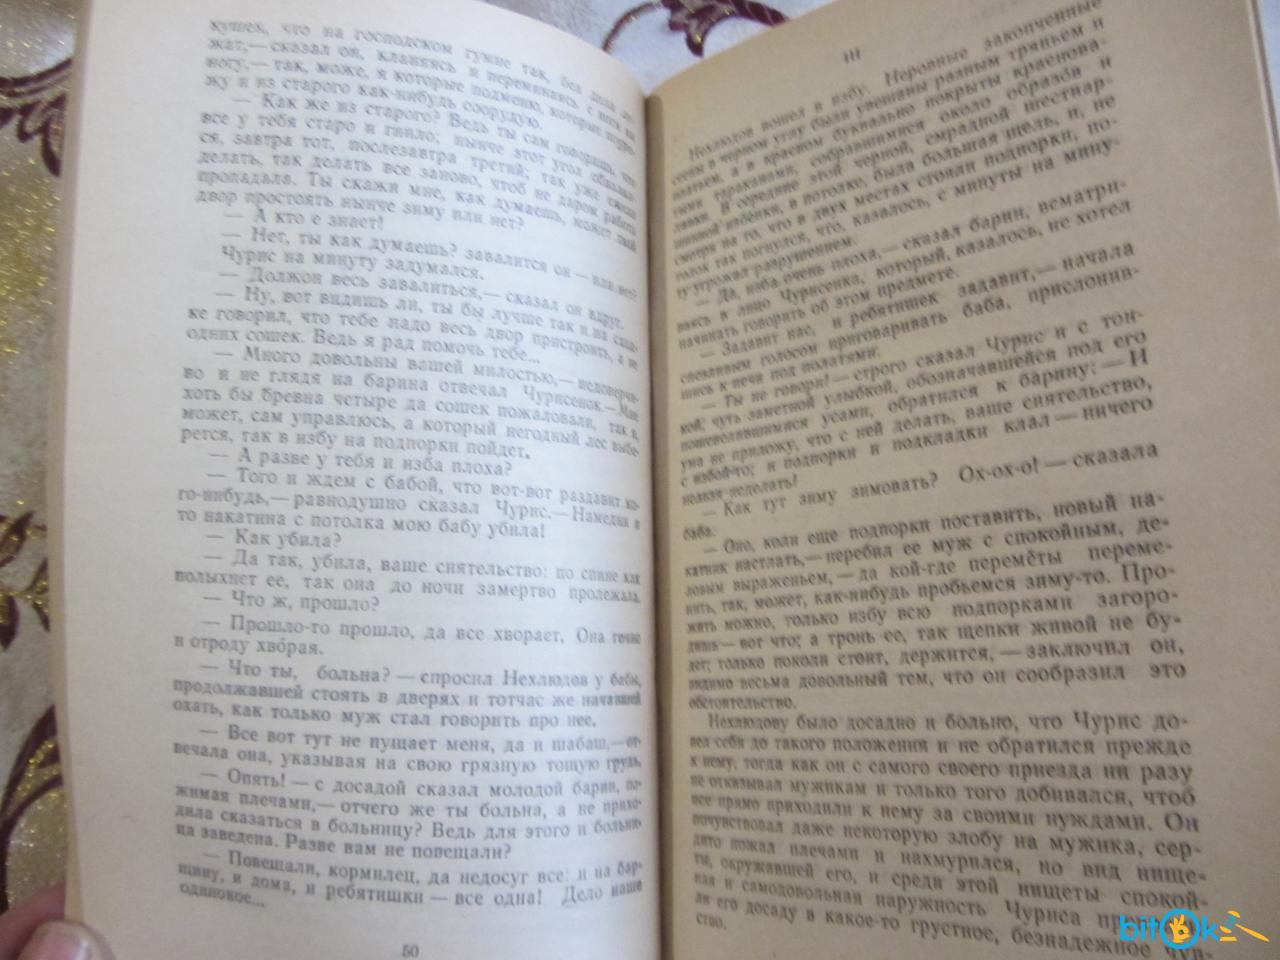 кушек, что на господском гумне так, без дела ле-
жат,— сказал он, кланяясь и переминаясь с ноги на
ногу,— так, може, я которые подменю, которые поуре-
жу и из старого как-нибудь соорудую.
— Как же из старого? Ведь ты сам говоришь, что
все у тебя старо и гнило; нынче этот угол обвалил-
ся, завтра тот, послезавтра третий; так уже ежели
делать, так делать все заново, чтоб не даром работа
пропадала. Ты скажи мне, как думаешь, может твой
двор простоять нынче зиму или нет?
— А кто е знает!
— Нет, ты как думаешь? завалится он — или нет?
Чурис на минуту задумался.
— Должон весь завалиться,— сказал он вдруг.
— Ну, вот видишь ли, ты бы лучше так и на сход-
ке говорил, что тебе надо весь двор пристроить, а не
одних сошек. Ведь я рад помочь тебе...
— Много довольны вашей милостью,— недоверчи-
во и не глядя на барина отвечал Чурисенок.— Мне
хоть бы бревна четыре да сошек пожаловали, так я,
может, сам управлюсь, а который негодный лес выбе-
рется, так в избу на подпорки пойдет.
— А разве у тебя и изба плоха?
— Того и ждем с бабой, что вот-вот раздавит ко-
го-нибудь,— равнодушно сказал Чурис.— Намедни и
то накатина с потолка мою бабу убила!
— Как убила?
— Да так, убила, ваше сиятельство: по спине как
полыхнет ее, так она до ночи замертво пролежала.
— Что ж, прошло?
— Прошло-то прошло, да все хворает. Она точно
и отроду хворая.
— Что ты, больна? — спросил Нехлюдов у бабы,
продолжавшей стоять в дверях и тотчас же начавшей
охать, как только муж стал говорить про нее.
— Все вот тут не пущает меня, да и шабаш,— от-
вечала она, указывая на свою грязную тощую грудь.
— Опять! — с досадой сказал молодой барин, по-
жимая плечами,— отчего же ты больна, а не прихо-
дила сказаться в больницу? Ведь для этого и больни-
ца заведена. Разве вам не повещали?
— Повещали, кормилец, да недосуг все: и на бар-
щину, и дома, и ребятишки — все одна! Дело наше
одинокое...
50
III
Нехлюдов вошел в избу. Неровные закопченные
стены в черном углу были увешаны разным тряпьем и
платьем, а в красном буквально покрыты краснова-
тыми тараканами, собравшимися около образов и
лавки. В середине этой черной, смрадной шестиар-
шинной избёнки, в потолке, была большая щель, и, не
смотря на то, что в двух местах стояли подпорки, по-
толок так погнулся, что, казалось, с минуты на мину-
ту угрожал разрушением.
— Да, изба очень плоха,— сказал барин, всматри-
ваясь в лицо Чурисенка, который, казалось, не хотел
начинать говорить об этом предмете.
— Задавит нас, и ребятишек задавит,— начала
слезливым голосом приговаривать баба, прислонив-
шись к печи под полатями.
— Ты не говори! — строго сказал Чурис и с тон-
кой, чуть заметной улыбкой, обозначавшейся под его
пошевелившимися усами, обратился к барину: — И
ума не приложу, что с ней делать, ваше сиятельство,
с избой-то; и подпорки и подкладки клал — ничего
нельзя исделать!
— Как тут зиму зимовать? Ох-ох-о! — сказала
баба.
— Оно, коли еще подпорки поставить, новый на-
катник настлать,— перебил ее муж с спокойным, де-
ловым выраженьем,— да кой-где перемёты переме-
нить, так, может, как-нибудь пробьемся зиму-то. Про-
жить можно, только избу всю подпорками загоро-
дишь — вот что; а тронь ее, так щепки живой не бу-
дет; только поколи стоит, держится,— заключил он,
видимо весьма довольный тем, что он сообразил это
обстоятельство.
Нехлюдову было досадно и больно, что Чурис до-
вел себя до такого положения и не обратился прежде
к нему, тогда как он с самого своего приезда ни разу
не отказывал мужикам и только того добивался, чтоб
все прямо приходили к нему за своими нуждами. Он
почувствовал даже некоторую злобу на мужика, сер-
дито пожал плечами и нахмурился, но вид нище-
ты, окружавшей его, и среди этой нищеты спокой-
ная и самодовольная наружность Чуриса
ли его досаду в какое-то грустное, безнадежное чув-
ство.
bitok